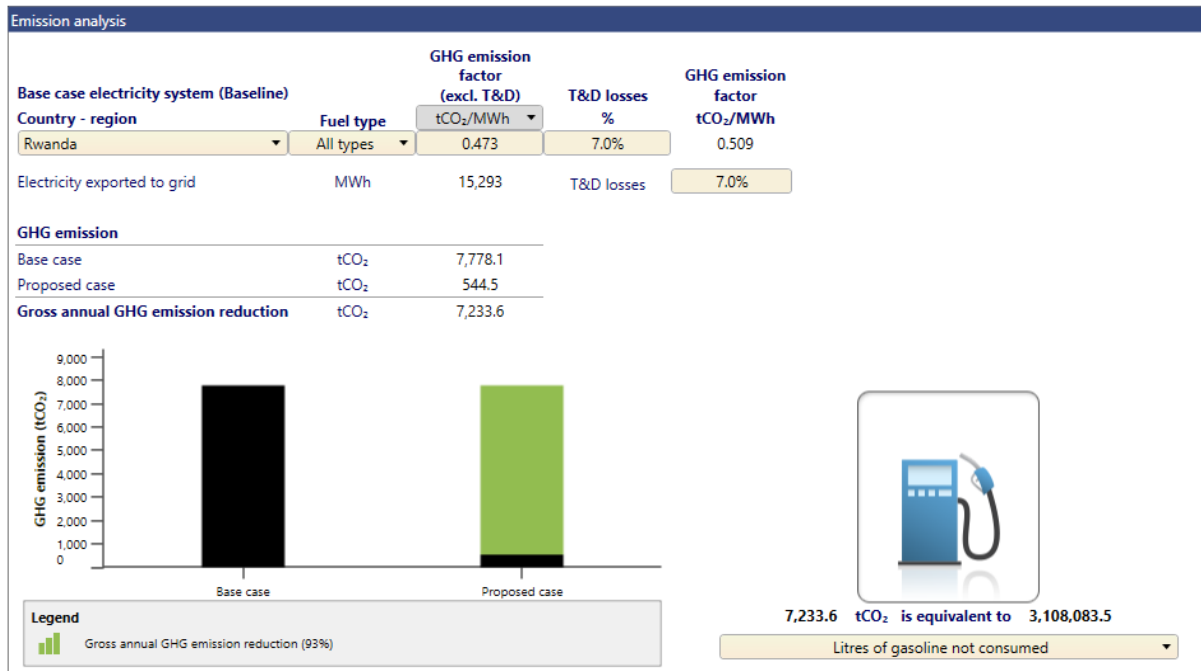 Emission analysis
GHG emission
factor
(excl. T&D)
GHG emission
factor
Base case electricity system (Baseline)
T&D losses
Country - region
Fuel type
tCO₂/MWh
%
tCO₂/MWh
Rwanda
All types
0.473
7.0%
0.509
Electricity exported to grid
MWh
15,293
T&D losses
7.0%
GHG emission
Base case
tCO₂
7,778.1
Proposed case
tCO₂
544.5
Gross annual GHG emission reduction
tCO₂
7,233.6
GHG emission (tCO₂)
9,000
8,000
7,000
6,000
5,000
4,000
3,000
2,000
1,000
0
Base case
Proposed case
Legend
Gross annual GHG emission reduction (93%)
7,233.6 tCO₂ is equivalent to 3,108,083.5
Litres of gasoline not consumed